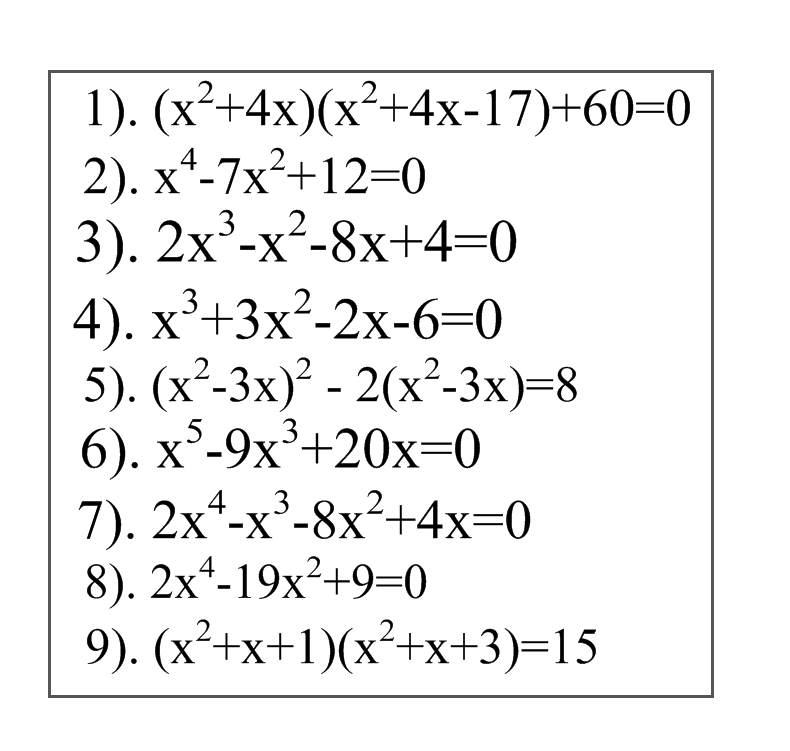 1). (x²+4x)(x²+4x-17)+60=0
2). x⁴-7x²+12=0
3). 2x³-x²-8x+4=0
4). x³+3x²-2x-6=0
5). (x²-3x)² - 2(x²-3x)=8
6). x⁵-9x³+20x=0
7). 2x⁴-x³-8x²+4x=0
8). 2x⁴-19x²+9=0
9). (x²+x+1)(x²+x+3)=15